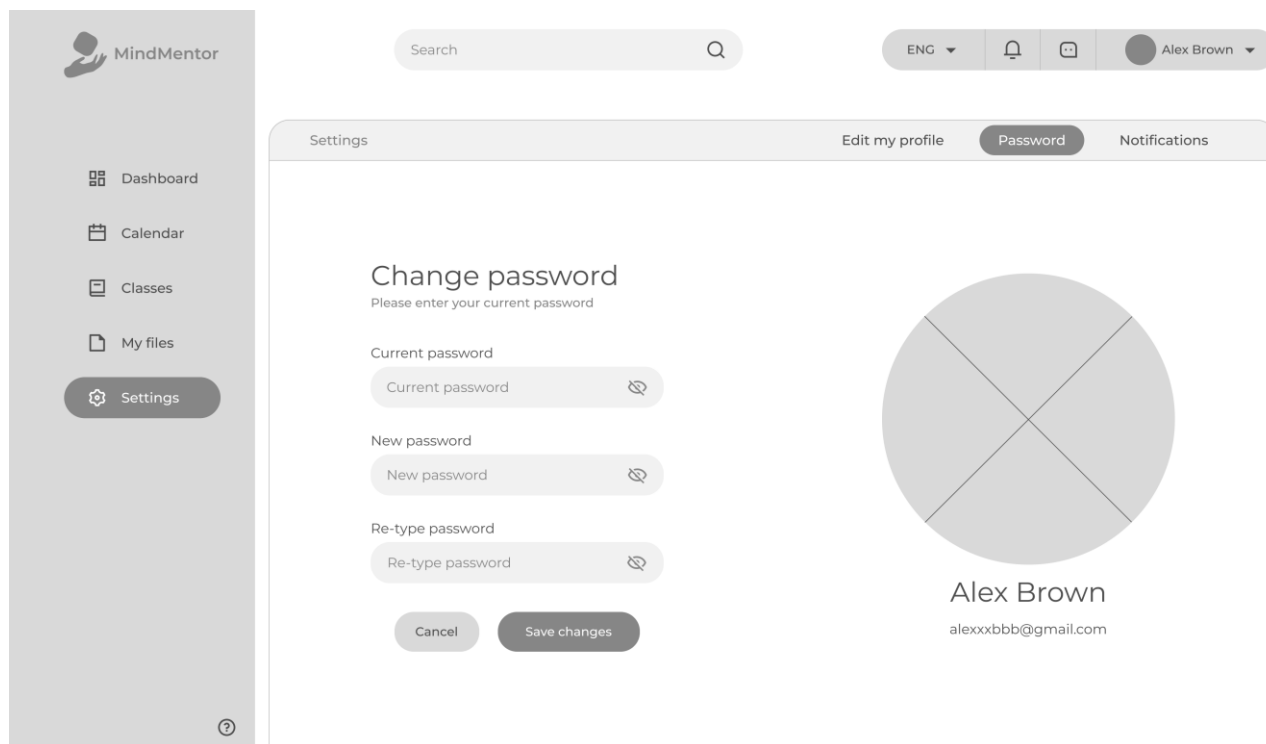 MindMentor
Search
ENG
Alex Brown
Dashboard
Calendar
Classes
My files
Settings
Settings
Edit my profile
Password
Notifications
Change password
Please enter your current password
Current password
Current password
New password
New password
Re-type password
Re-type password
Cancel
Save changes
Alex Brown
alexxxbbb@gmail.com
?